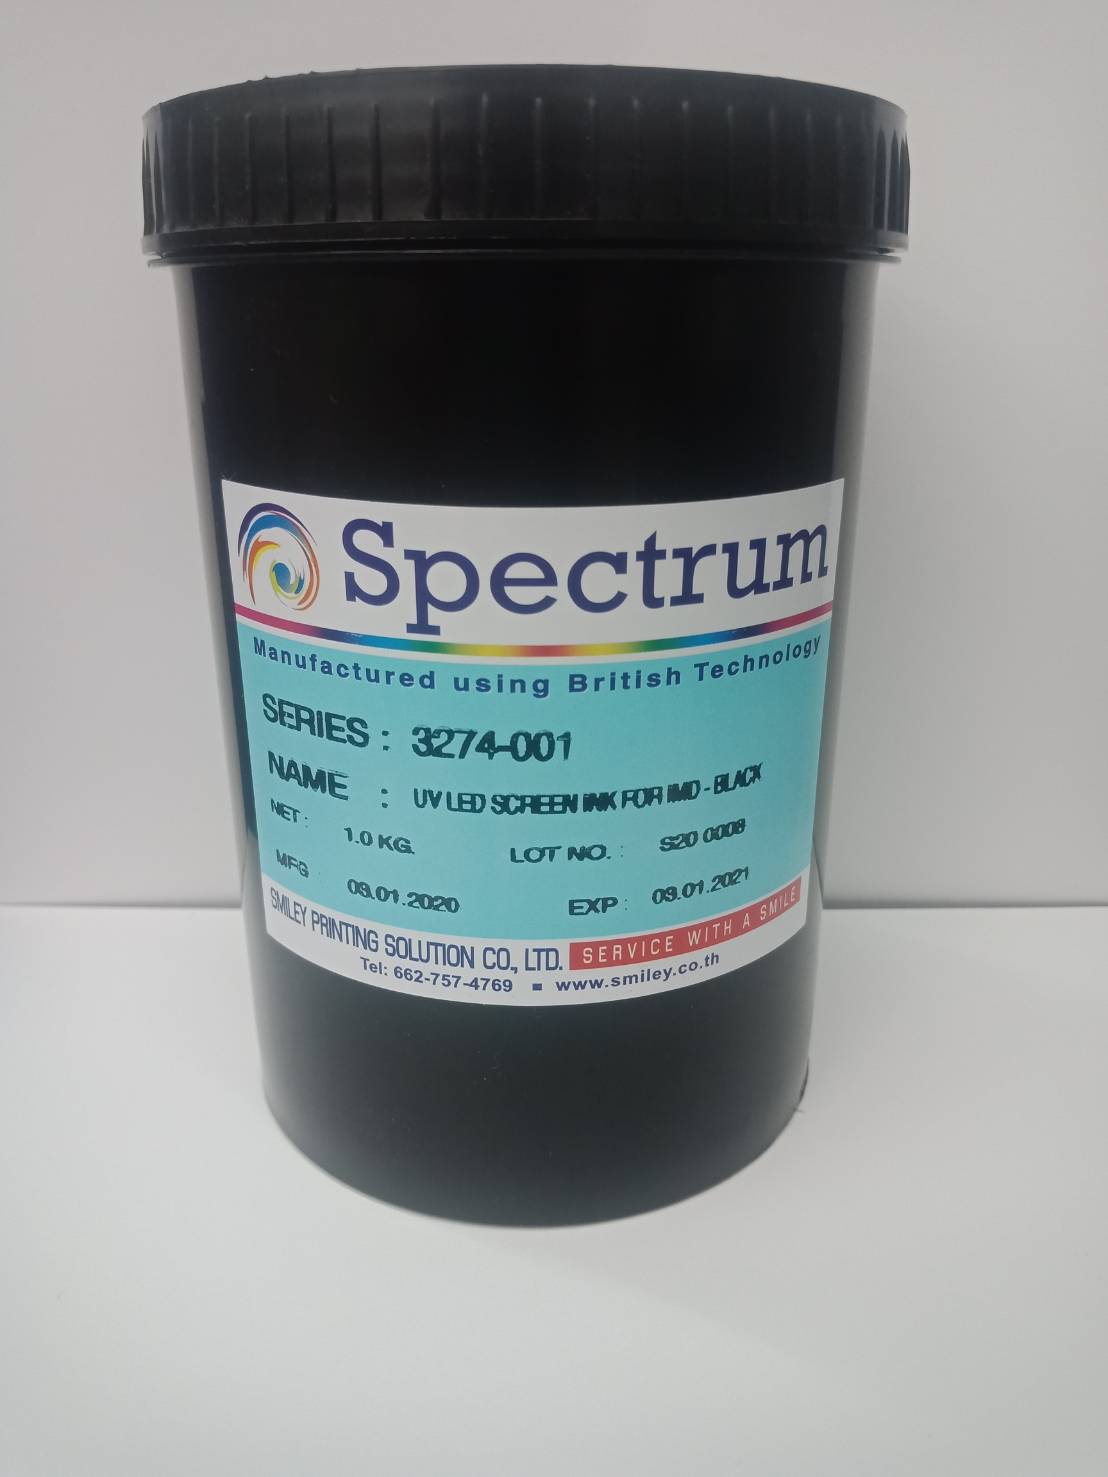 Spectrum
Manufactured using British Technology
SERIES : 3274-001
NAME : UV LED SCREEN INK FOR IMD - BLACK
NET : 1.0 KG. LOT NO. : S20 0008
MFG : 09.01.2020 EXP : 09.01.2021
SMILEY PRINTING SOLUTION CO., LTD. SERVICE WITH A SMILE
Tel: 662-757-4769 ■ www.smiley.co.th